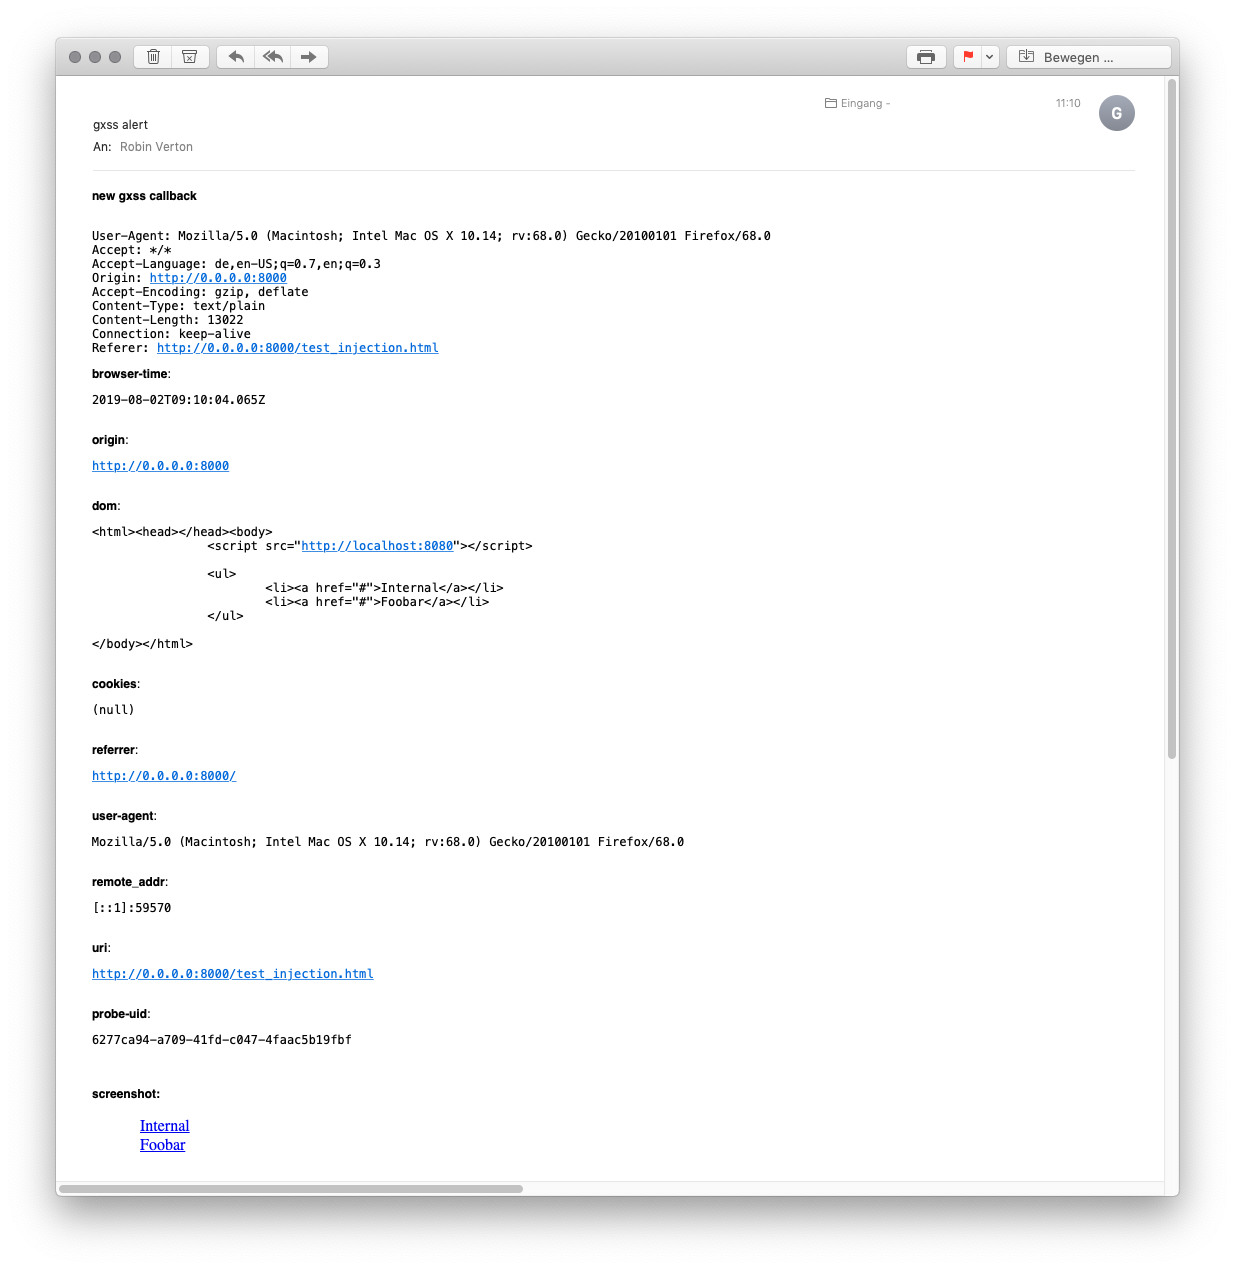 Bewegen ...
Eingang -
11:10
G
gxss alert
An: Robin Verton
new gxss callback
User-Agent: Mozilla/5.0 (Macintosh; Intel Mac OS X 10.14; rv:68.0) Gecko/20100101 Firefox/68.0
Accept: */*
Accept-Language: de,en-US;q=0.7,en;q=0.3
Origin: http://0.0.0.0:8000
Accept-Encoding: gzip, deflate
Content-Type: text/plain
Content-Length: 13022
Connection: keep-alive
Referer: http://0.0.0.0:8000/test_injection.html
browser-time:
2019-08-02T09:10:04.065Z
origin:
http://0.0.0.0:8000
dom:
<html><head></head><body>
<script src="http://localhost:8080"></script>
<ul>
<li><a href="#">Internal</a></li>
<li><a href="#">Foobar</a></li>
</ul>
</body></html>
cookies:
(null)
referrer:
http://0.0.0.0:8000/
user-agent:
Mozilla/5.0 (Macintosh; Intel Mac OS X 10.14; rv:68.0) Gecko/20100101 Firefox/68.0
remote_addr:
[::1]:59570
uri:
http://0.0.0.0:8000/test_injection.html
probe-uid:
6277ca94-a709-41fd-c047-4faac5b19fbf
screenshot:
Internal
Foobar